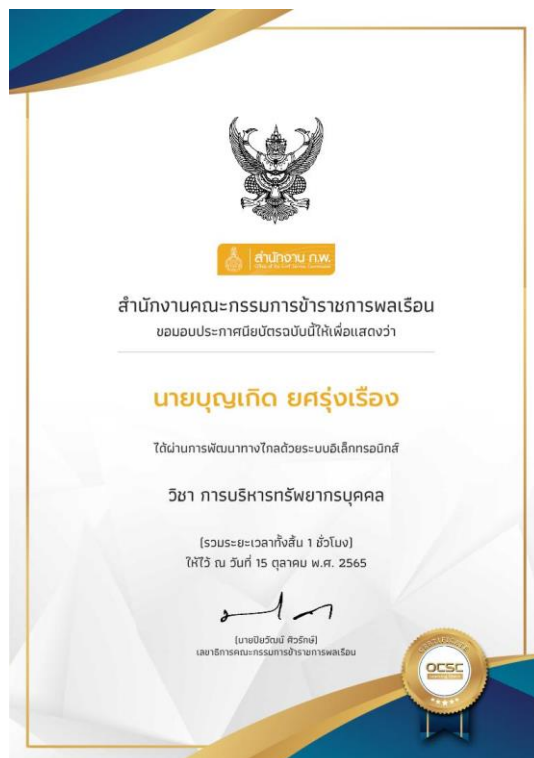 สำนักงาน ก.พ.
Office of the Civil Service Commission
สำนักงานคณะกรรมการข้าราชการพลเรือน
ขอมอบประกาศนียบัตรฉบับนี้ให้เพื่อแสดงว่า
นายบุญเกิด ยศรุ่งเรือง
ได้ผ่านการพัฒนาทางไกลด้วยระบบอิเล็กทรอนิกส์
วิชา การบริหารทรัพยากรบุคคล
(รวมระยะเวลาทั้งสิ้น 1 ชั่วโมง)
ให้ไว้ ณ วันที่ 15 ตุลาคม พ.ศ. 2565
(นายปิยวัฒน์ ศิวรักษ์)
เลขาธิการคณะกรรมการข้าราชการพลเรือน
CERTIFICATE
OCSC